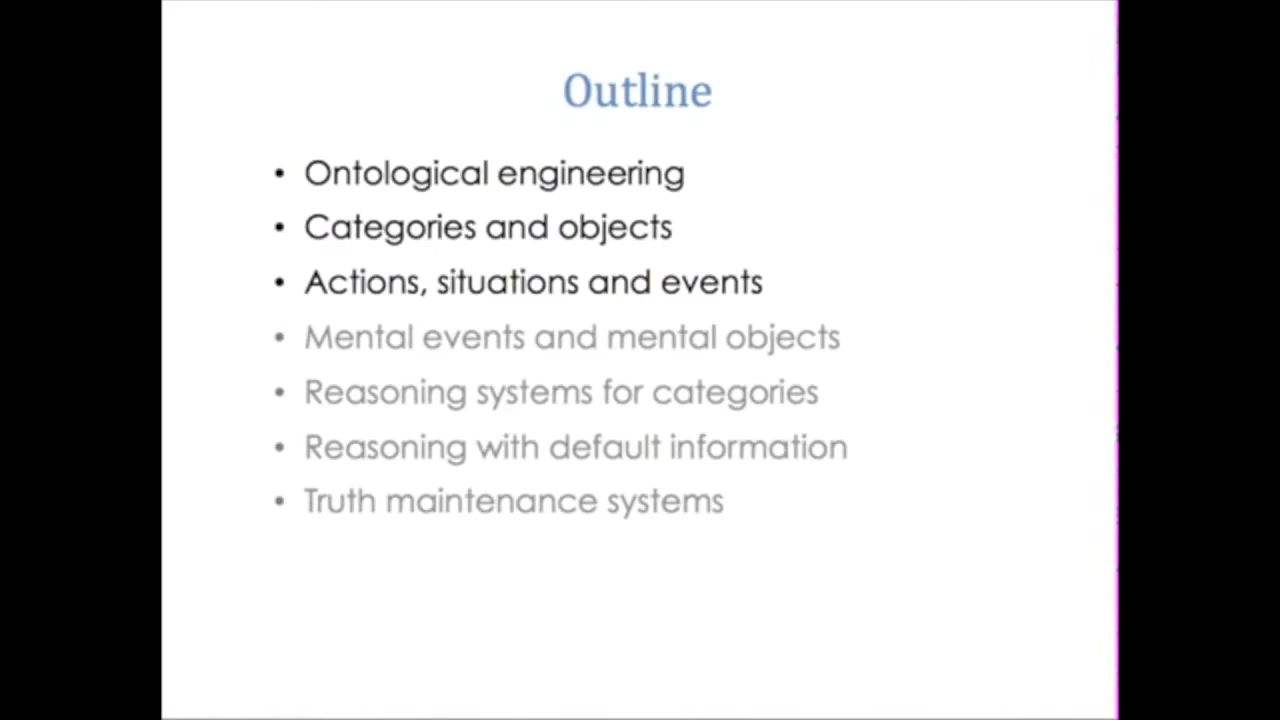 Outline
• Ontological engineering
• Categories and objects
• Actions, situations and events
• Mental events and mental objects
• Reasoning systems for categories
• Reasoning with default information
• Truth maintenance systems